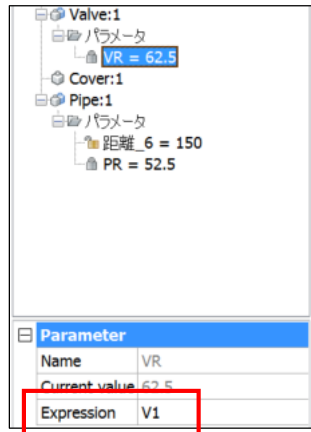 Valve:1
パラメータ
VR = 62.5
Cover:1
Pipe:1
パラメータ
距離_6 = 150
PR = 52.5
Parameter
Name VR
Current value 62.5
Expression V1